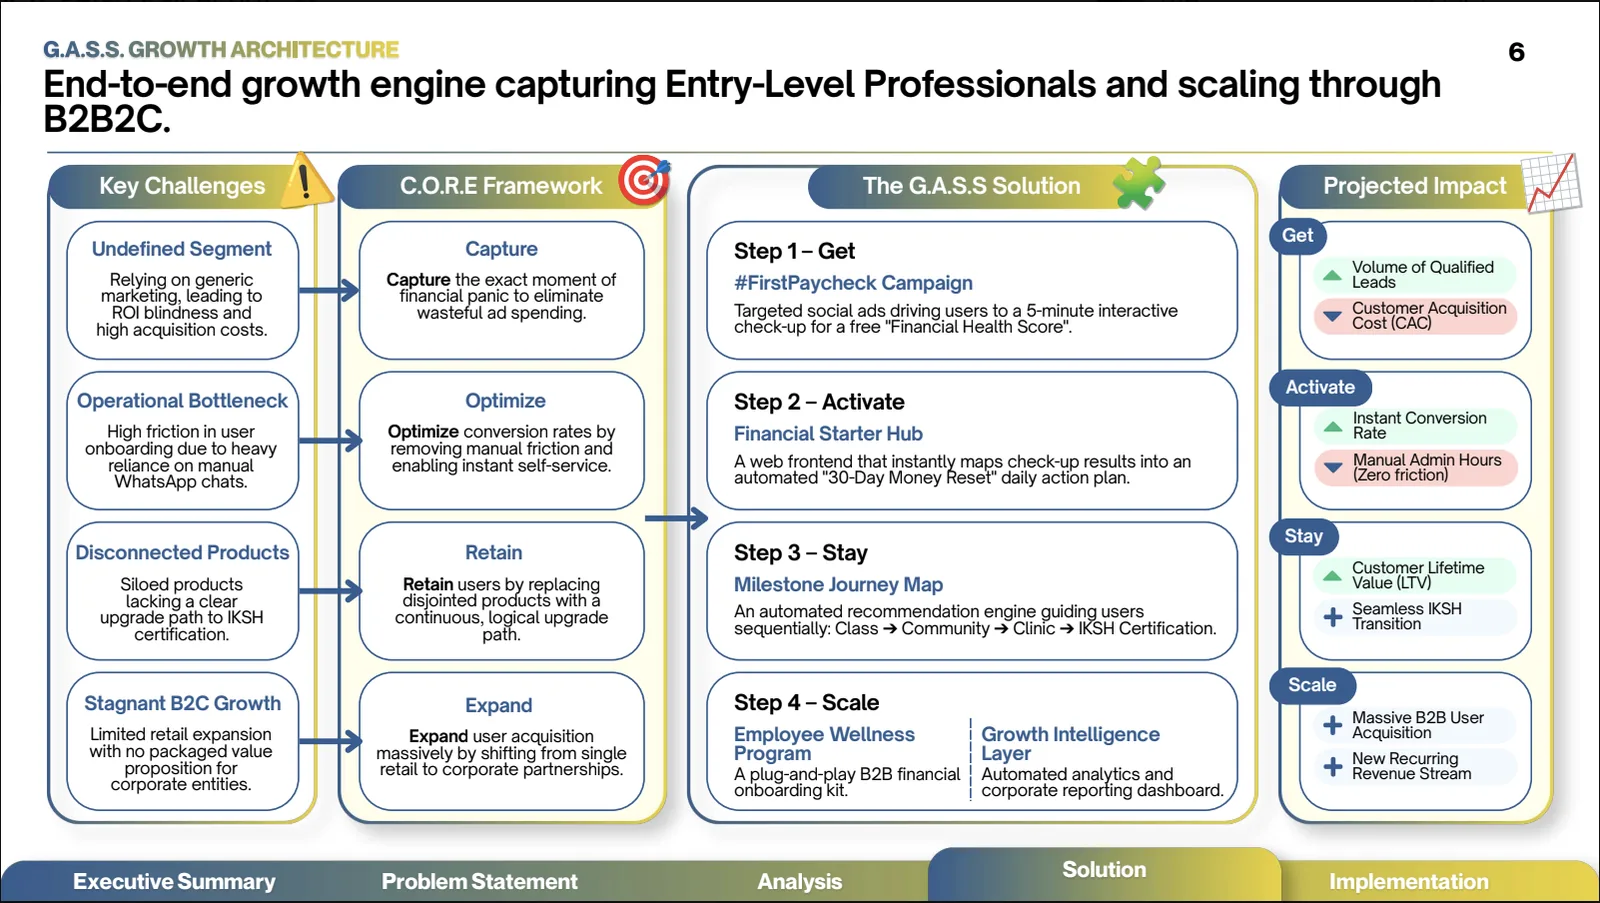 G.A.S.S. GROWTH ARCHITECTURE
6
End-to-end growth engine capturing Entry-Level Professionals and scaling through
B2B2C.
Key Challenges
Undefined Segment
Relying on generic
marketing, leading to
ROI blindness and
high acquisition costs.
Operational Bottleneck
High friction in user
onboarding due to heavy
reliance on manual
WhatsApp chats.
Disconnected Products
Siloed products
lacking a clear
upgrade path to IKSH
certification.
Stagnant B2C Growth
Limited retail expansion
with no packaged value
proposition for
corporate entities.
C.O.R.E Framework
Capture
Capture the exact moment of
financial panic to eliminate
wasteful ad spending.
Optimize
Optimize conversion rates by
removing manual friction and
enabling instant self-service.
Retain
Retain users by replacing
disjointed products with a
continuous, logical upgrade
path.
Expand
Expand user acquisition
massively by shifting from single
retail to corporate partnerships.
The G.A.S.S Solution
Step 1 – Get
#FirstPaycheck Campaign
Targeted social ads driving users to a 5-minute interactive
check-up for a free "Financial Health Score".
Step 2 – Activate
Financial Starter Hub
A web frontend that instantly maps check-up results into an
automated "30-Day Money Reset" daily action plan.
Step 3 – Stay
Milestone Journey Map
An automated recommendation engine guiding users
sequentially: Class ➔ Community ➔ Clinic ➔ IKSH Certification.
Step 4 – Scale
Employee Wellness
Program
A plug-and-play B2B financial
onboarding kit.
Growth Intelligence
Layer
Automated analytics and
corporate reporting dashboard.
Projected Impact
Get
Volume of Qualified
Leads
Customer Acquisition
Cost (CAC)
Activate
Instant Conversion
Rate
Manual Admin Hours
(Zero friction)
Stay
Customer Lifetime
Value (LTV)
Seamless IKSH
Transition
Scale
Massive B2B User
Acquisition
New Recurring
Revenue Stream
Executive Summary
Problem Statement
Analysis
Solution
Implementation